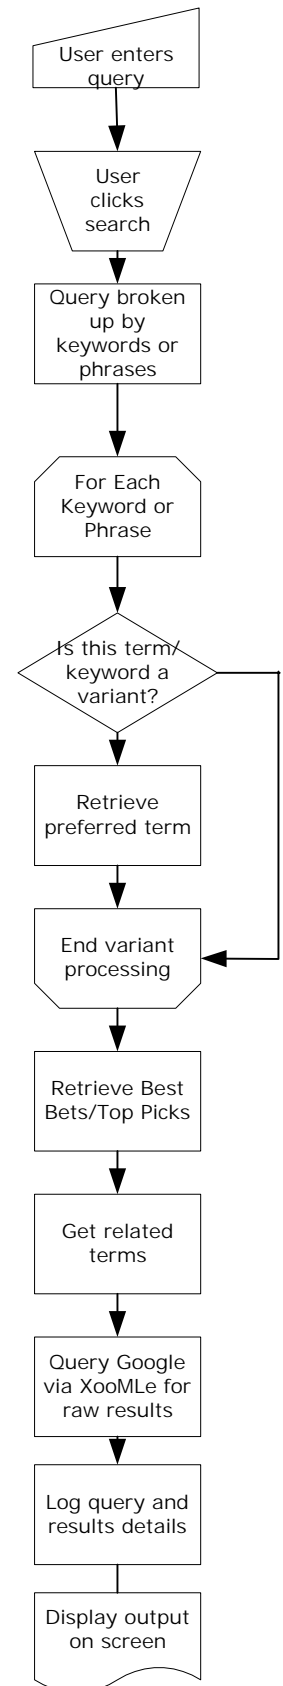 User enters
query
User
clicks
search
Query broken
up by
keywords or
phrases
For Each
Keyword or
Phrase
Is this term/
keyword a
variant?
Retrieve
preferred term
End variant
processing
Retrieve Best
Bets/Top Picks
Get related
terms
Query Google
via XooMLe for
raw results
Log query and
results details
Display output
on screen